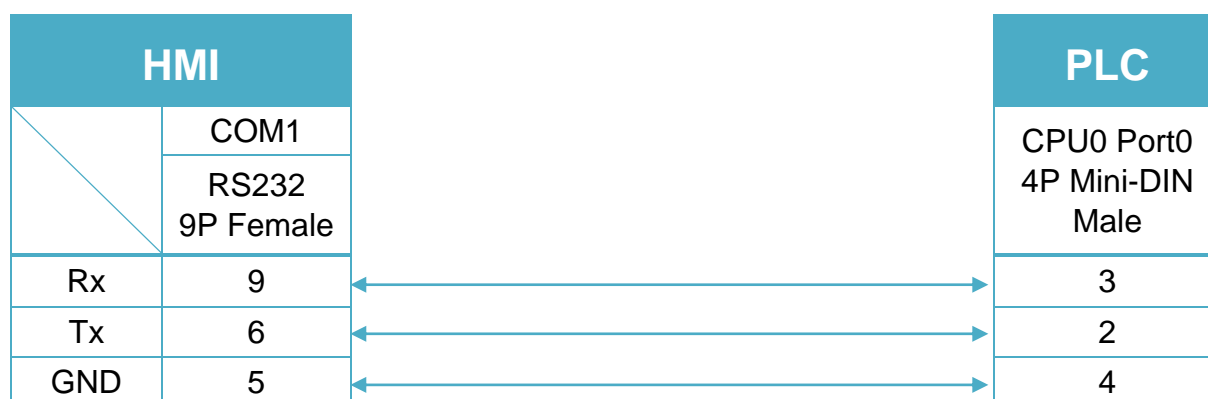 HMI
PLC
COM1
RS232
9P Female
CPU0 Port0
4P Mini-DIN
Male
Rx 9 3
Tx 6 2
GND 5 4